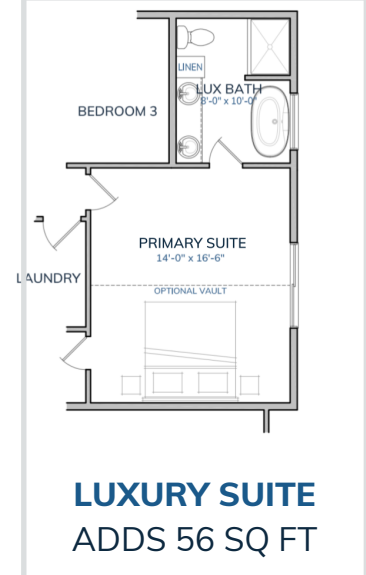 LINEN
LUX BATH
8'-0" x 10'-0"
BEDROOM 3
PRIMARY SUITE
14'-0" x 16'-6"
LAUNDRY
OPTIONAL VAULT
LUXURY SUITE
ADDS 56 SQ FT